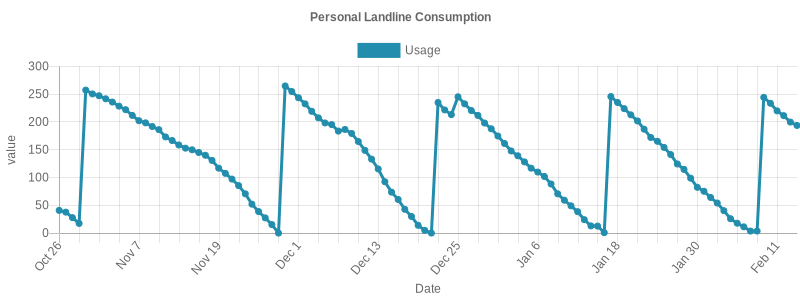 Personal Landline Consumption
Usage
300
250
200
150
100
50
0
value
Oct 26
Nov 7
Nov 19
Dec 1
Dec 13
Dec 25
Jan 6
Jan 18
Jan 30
Feb 11
Date